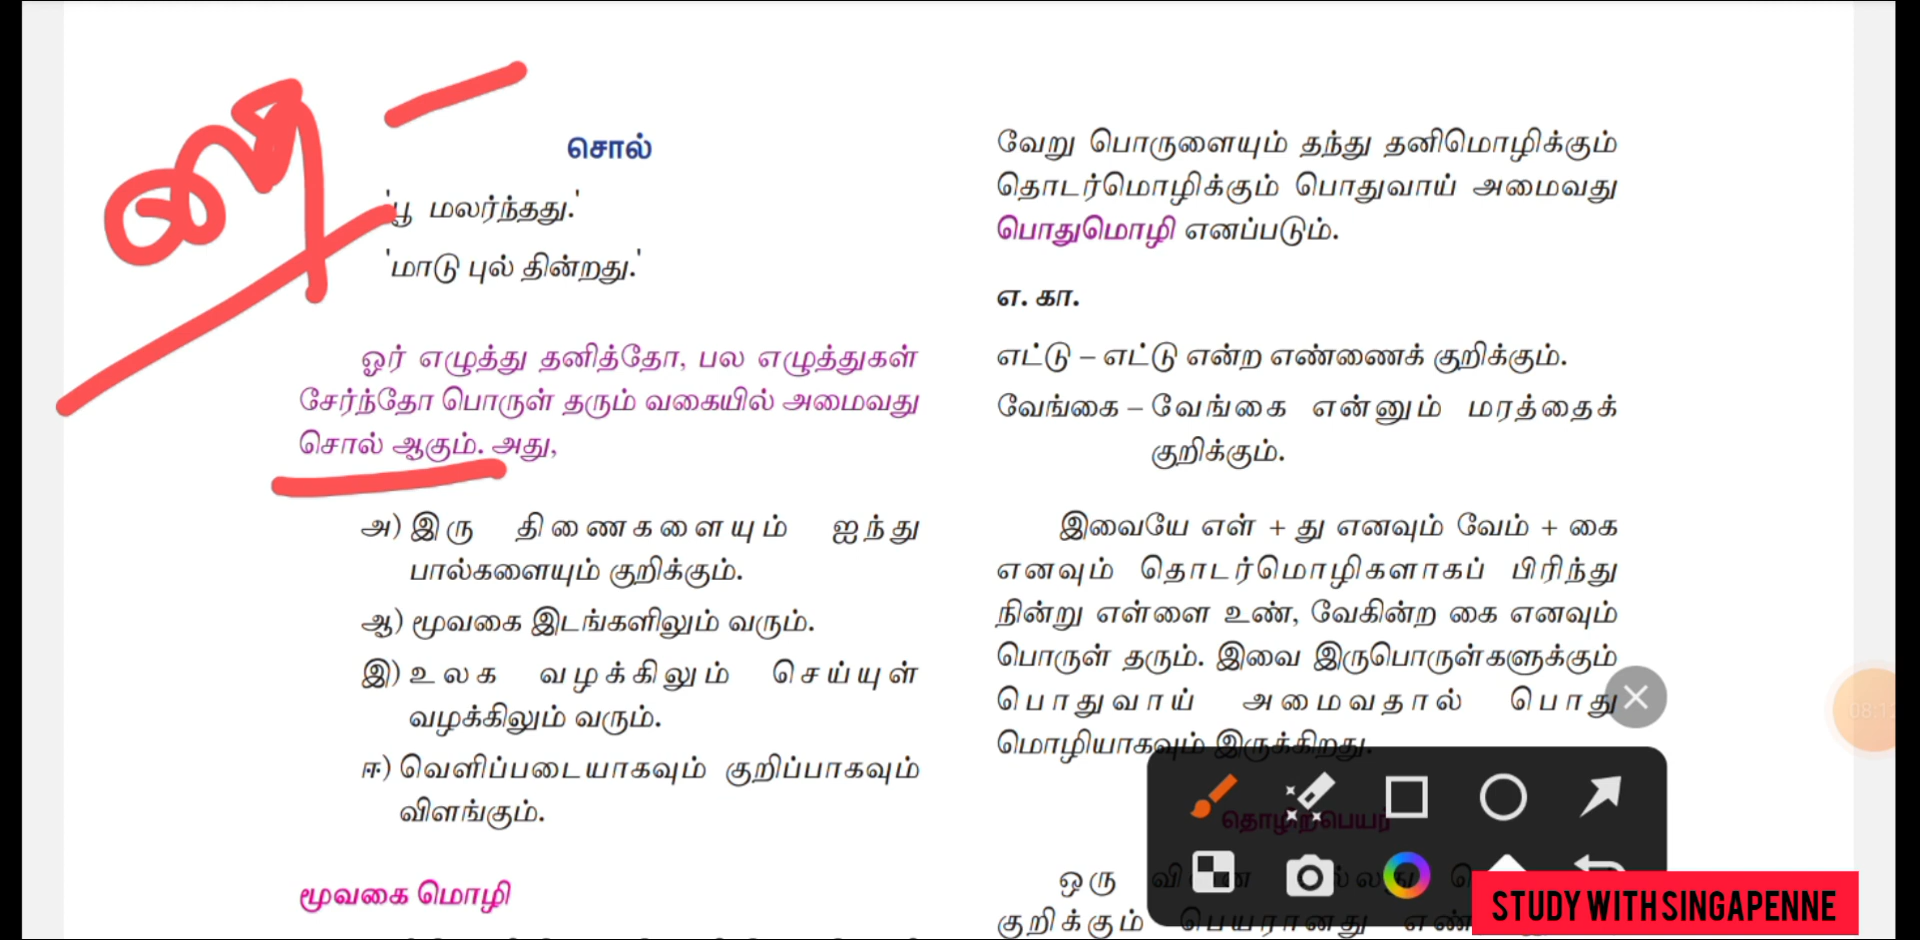 சொல்
'பூ மலர்ந்தது.'
'மாடு புல் தின்றது.'
ஓர் எழுத்து தனித்தோ, பல எழுத்துகள்
சேர்ந்தோ பொருள் தரும் வகையில் அமைவது
சொல் ஆகும். அது,
அ) இரு திணைகளையும் ஐந்து
பால்களையும் குறிக்கும்.
ஆ) மூவகை இடங்களிலும் வரும்.
இ) உலக வழக்கிலும் செய்யுள்
வழக்கிலும் வரும்.
ஈ) வெளிப்படையாகவும் குறிப்பாகவும்
விளங்கும்.
மூவகை மொழி
வேறு பொருளையும் தந்து தனிமொழிக்கும்
தொடர்மொழிக்கும் பொதுவாய் அமைவது
பொதுமொழி எனப்படும்.
எ. கா.
எட்டு – எட்டு என்ற எண்ணைக் குறிக்கும்.
வேங்கை – வேங்கை என்னும் மரத்தைக்
குறிக்கும்.
இவையே எள் + து எனவும் வேம் + கை
எனவும் தொடர்மொழிகளாகப் பிரிந்து
நின்று எள்ளை உண், வேகின்ற கை எனவும்
பொருள் தரும். இவை இருபொருள்களுக்கும்
பொதுவாய் அமைவதால் பொது
மொழியாகவும் இருக்கிறது.
தொழிற்பெயர்
ஒரு
குறிக்கும் பெயரானது
STUDY WITH SINGAPENNE